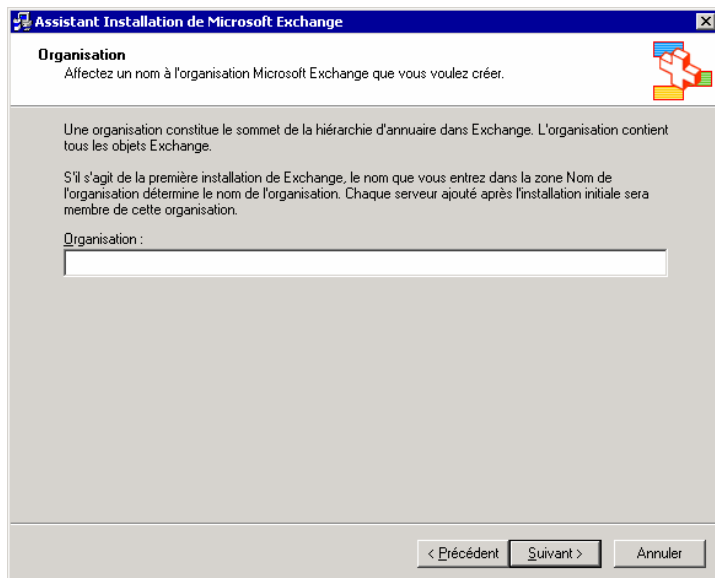 Assistant Installation de Microsoft Exchange
Organisation
Affectez un nom à l'organisation Microsoft Exchange que vous voulez créer.
Une organisation constitue le sommet de la hiérarchie d'annuaire dans Exchange. L'organisation contient
tous les objets Exchange.
S'il s'agit de la première installation de Exchange, le nom que vous entrez dans la zone Nom de
l'organisation détermine le nom de l'organisation. Chaque serveur ajouté après l'installation initiale sera
membre de cette organisation.
Organisation :
< Précédent Suivant > Annuler